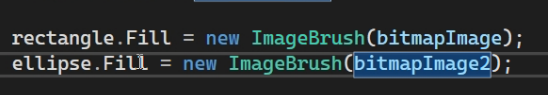 rectangle.Fill = new ImageBrush(bitmapImage);
ellipse.Fill = new ImageBrush(bitmapImage2);